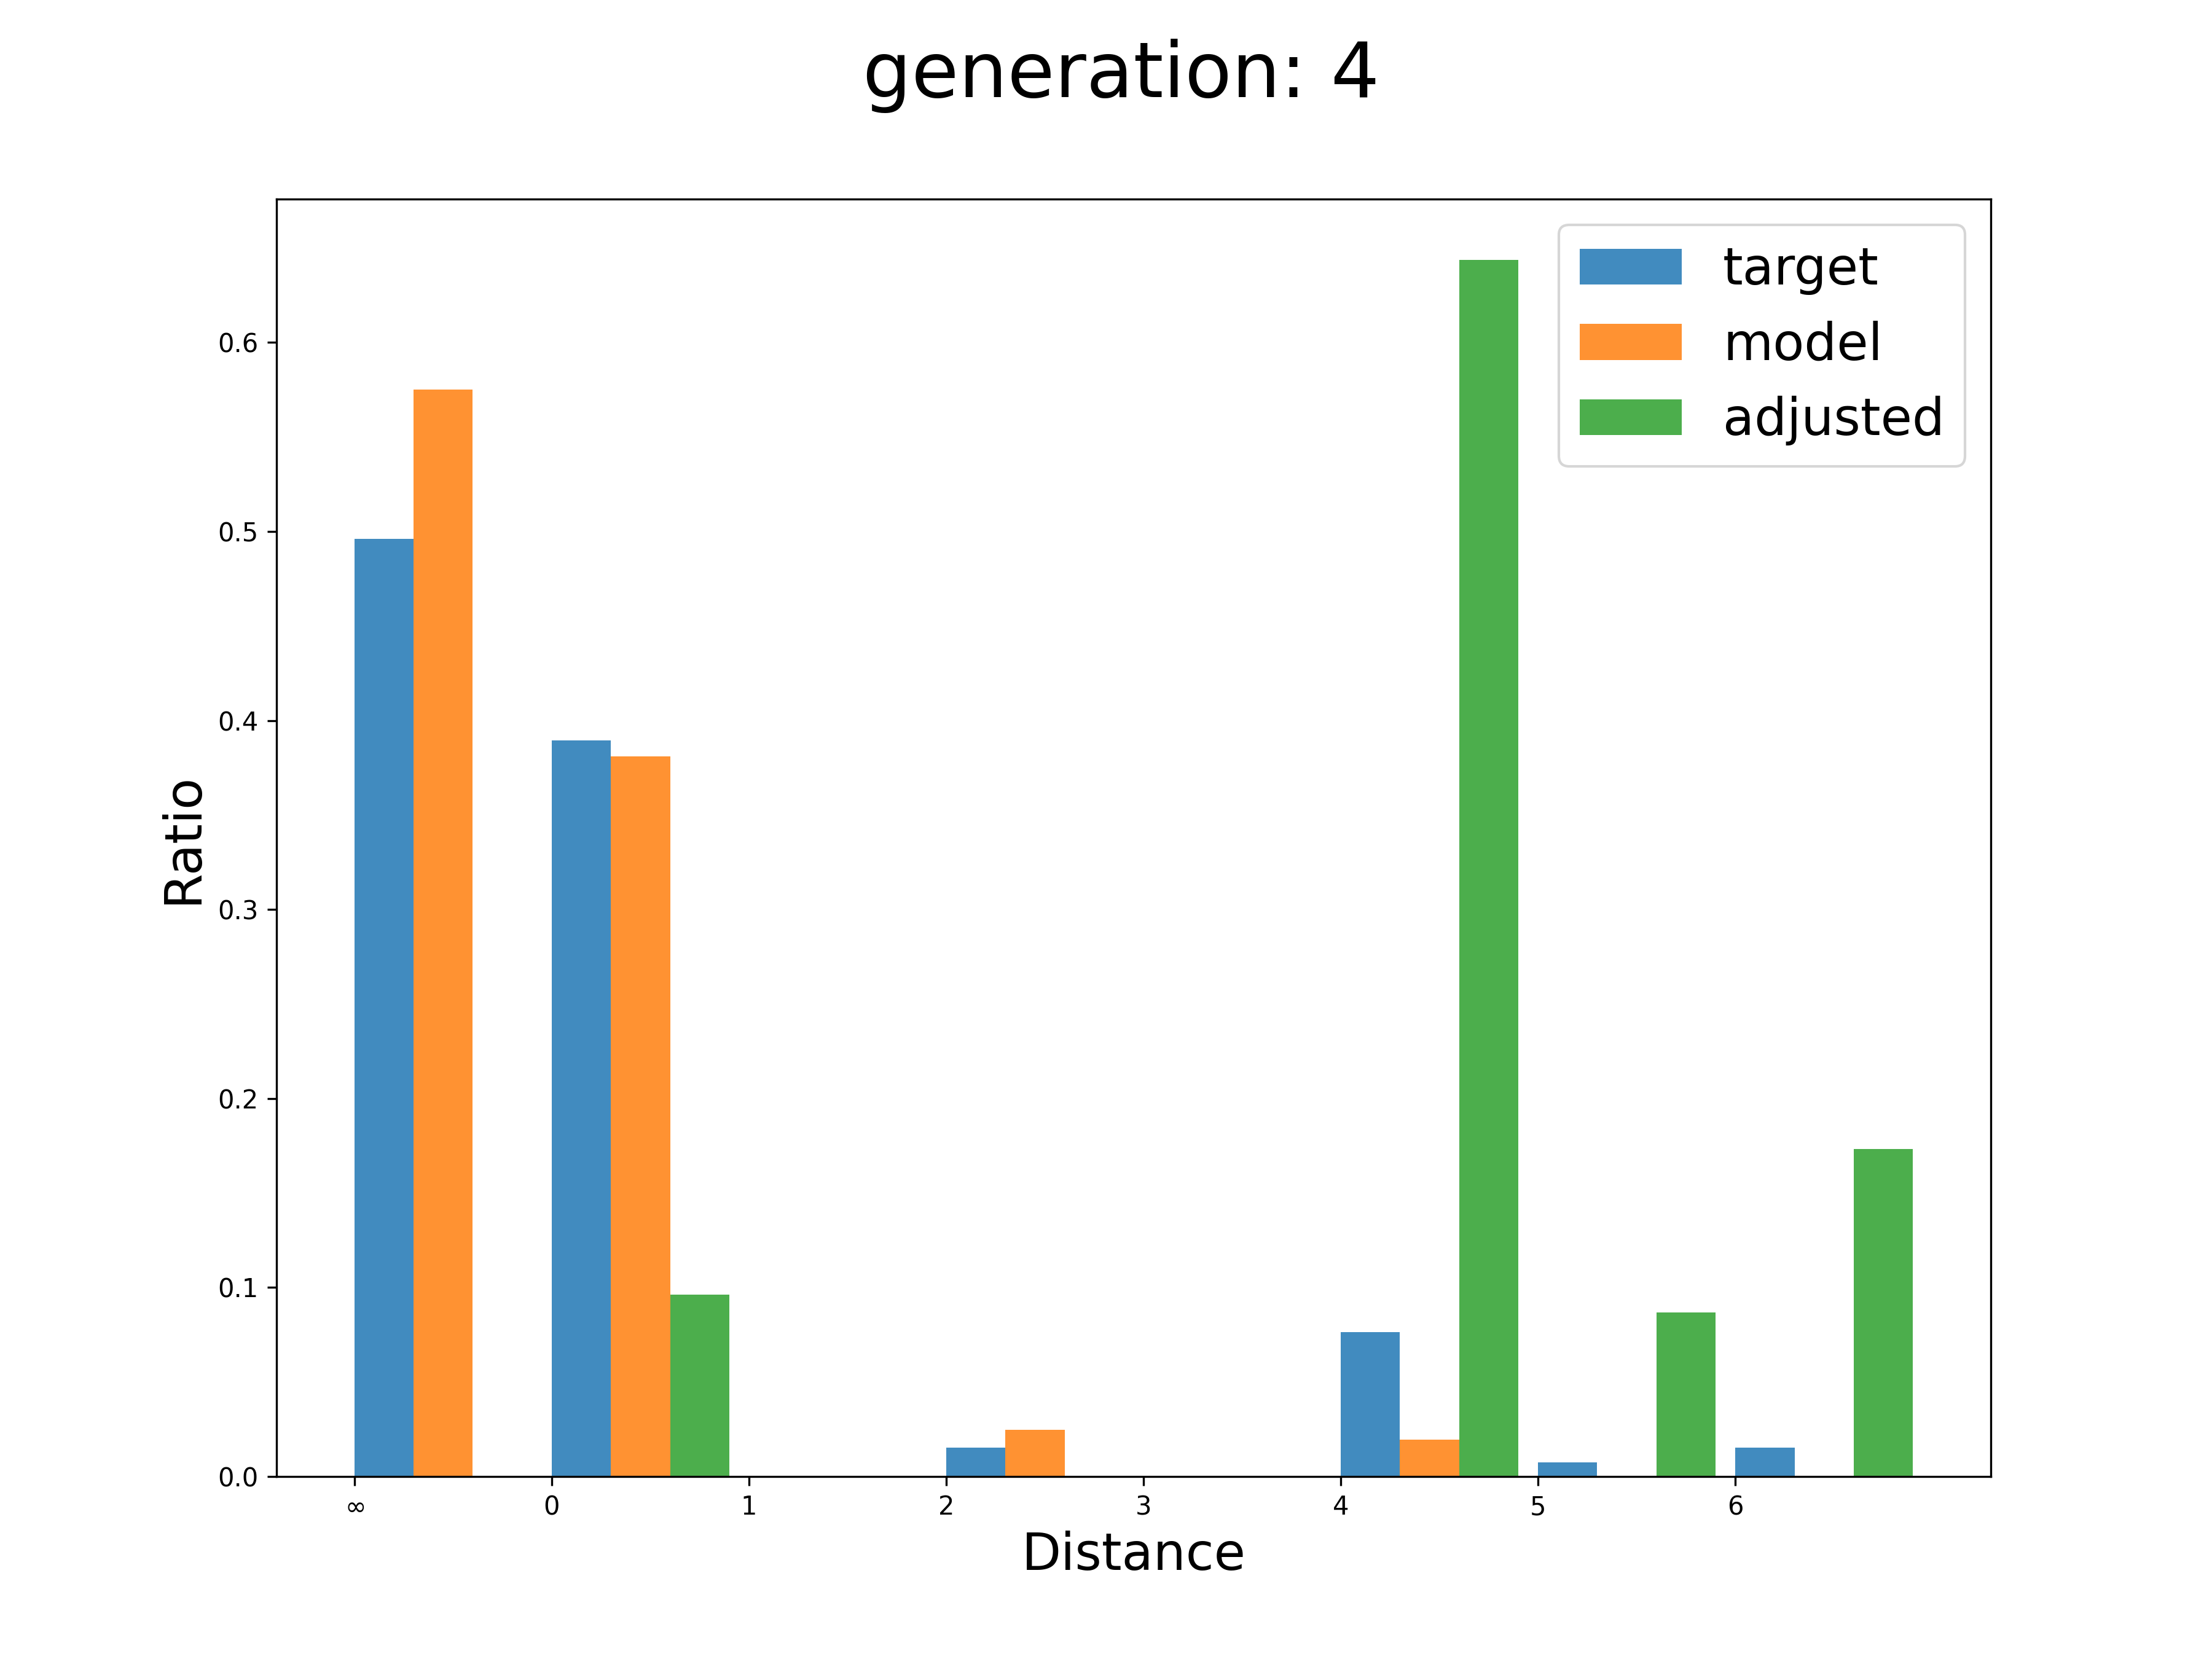 generation: 4
target
model
adjusted
Ratio
0.6
0.5
0.4
0.3
0.2
0.1
0.0
∞ 0 1 2 3 4 5 6
Distance